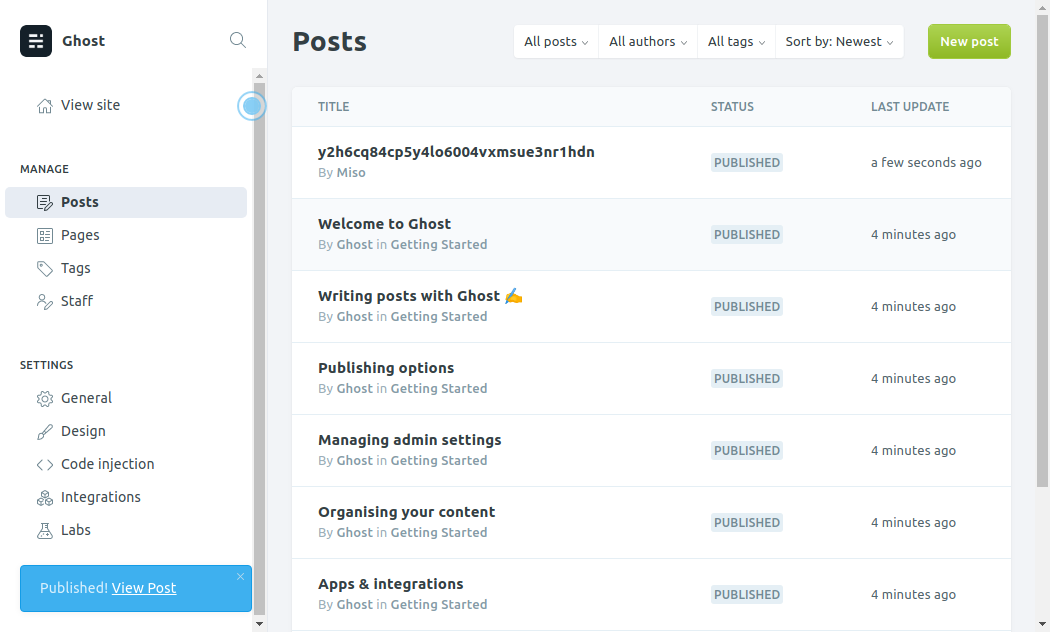 Ghost
View site
MANAGE
Posts
Pages
Tags
Staff
SETTINGS
General
Design
Code injection
Integrations
Labs
Published! View Post
Posts
All posts
All authors
All tags
Sort by: Newest
New post
TITLE STATUS LAST UPDATE
y2h6cq84cp5y4lo6004vxmsue3nr1hdn
By Miso
PUBLISHED
a few seconds ago
Welcome to Ghost
By Ghost in Getting Started
PUBLISHED
4 minutes ago
Writing posts with Ghost ✍️
By Ghost in Getting Started
PUBLISHED
4 minutes ago
Publishing options
By Ghost in Getting Started
PUBLISHED
4 minutes ago
Managing admin settings
By Ghost in Getting Started
PUBLISHED
4 minutes ago
Organising your content
By Ghost in Getting Started
PUBLISHED
4 minutes ago
Apps & integrations
By Ghost in Getting Started
PUBLISHED
4 minutes ago